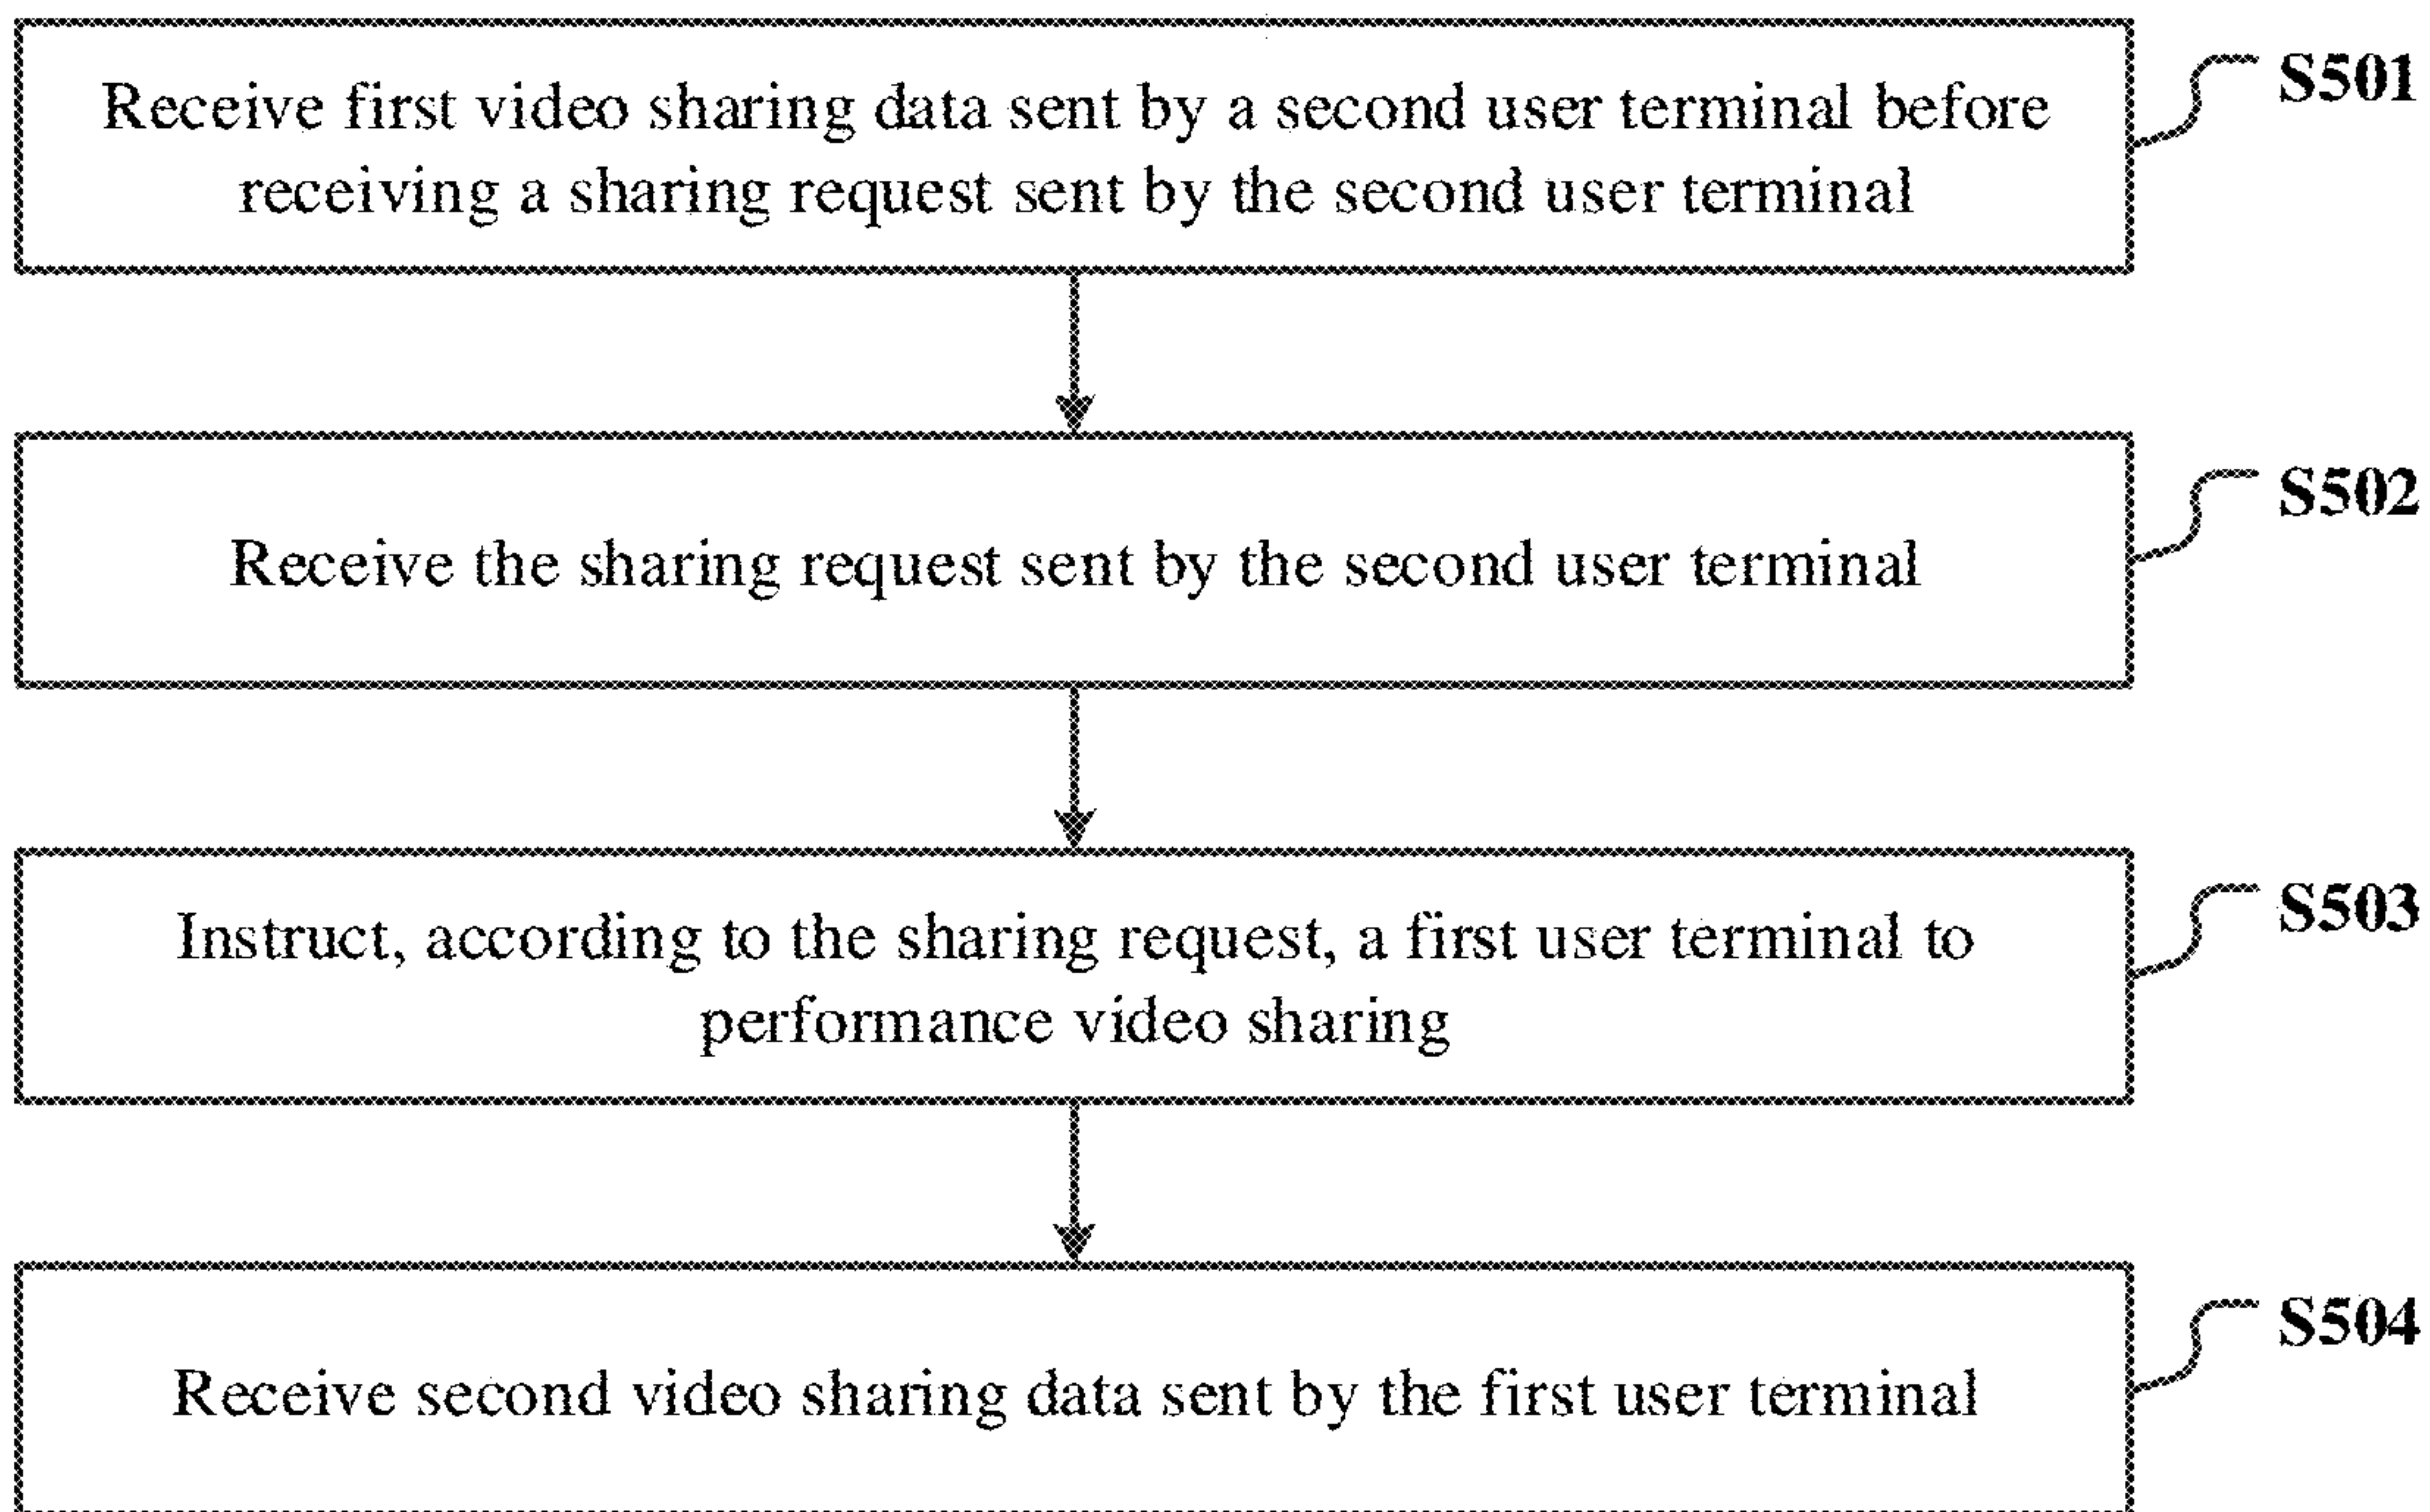 Receive first video sharing data sent by a second user terminal before
receiving a sharing request sent by the second user terminal
S501
Receive the sharing request sent by the second user terminal
S502
Instruct, according to the sharing request, a first user terminal to
performance video sharing
S503
Receive second video sharing data sent by the first user terminal
S504